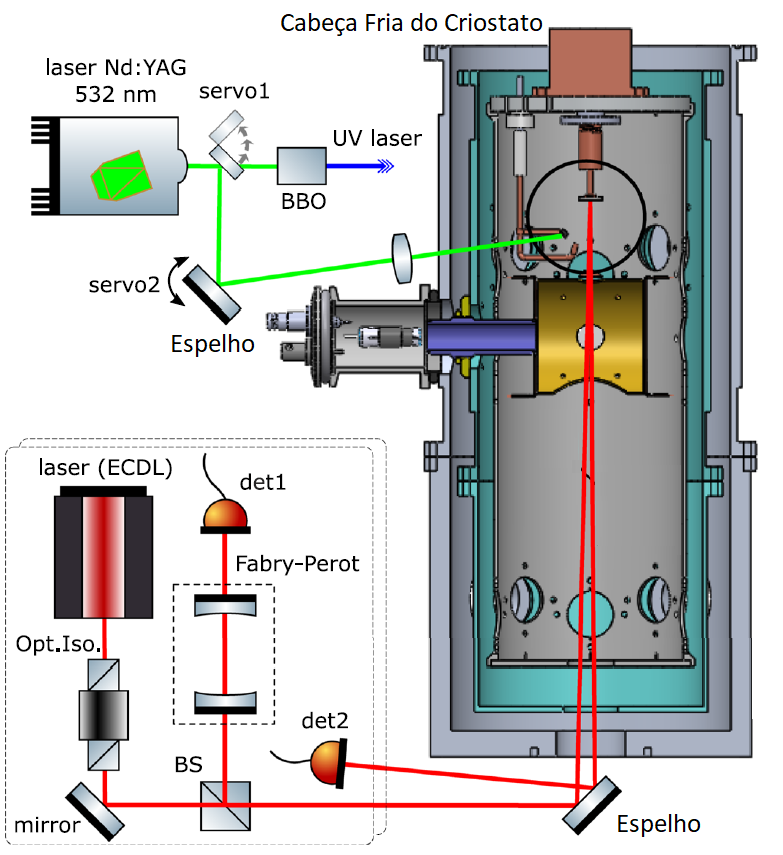 Cabeça Fria do Criostato
laser Nd:YAG
532 nm
servo1
UV laser
BBO
servo2
Espelho
laser (ECDL)
det1
Fabry-Perot
Opt.Iso.
det2
BS
mirror
Espelho